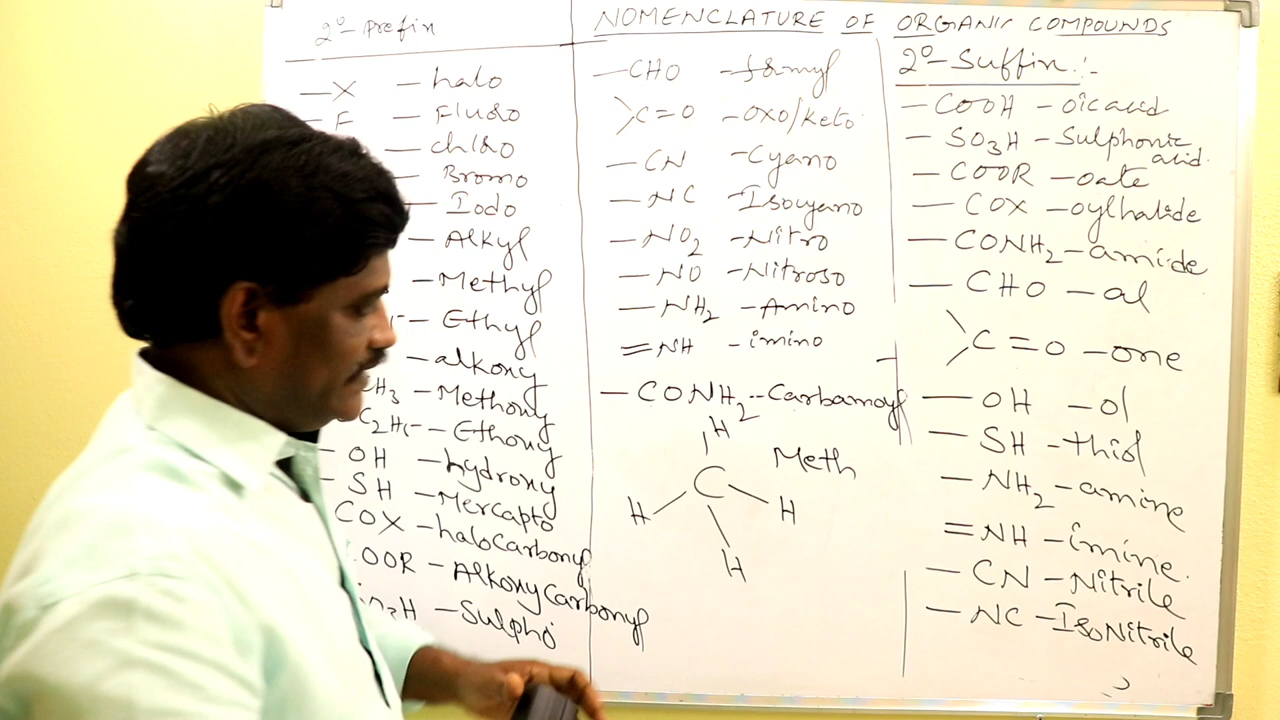 NOMENCLATURE OF ORGANIC COMPOUNDS
2°-Prefix
—X — halo
—F — Fluoro
— chloro
— Bromo
— Iodo
— Alkyl
— Methyl
— Ethyl
— alkoxy
CH3 — Methoxy
C2H5 — Ethoxy
— OH — hydroxy
— SH — Mercapto
COX — halocarbonyl
COOR — Alkoxycarbonyl
SO3H — Sulpho
—CHO — formyl
>C=O — oxo/keto
—CN — Cyano
—NC — Isocyano
—NO2 — Nitro
—NO — Nitroso
—NH2 — Amino
=NH — imino
—CONH2 — Carbamoyl
H
C Meth
H H
H
2°-Suffix:-
—COOH — oic acid
—SO3H — Sulphonic
acid.
—COOR — oate
—COX — oylhalide
—CONH2 — amide
—CHO — al
>C=O — one
—OH — ol
—SH — thiol
—NH2 — amine
=NH — imine.
—CN — Nitrile
—NC — IsoNitrile